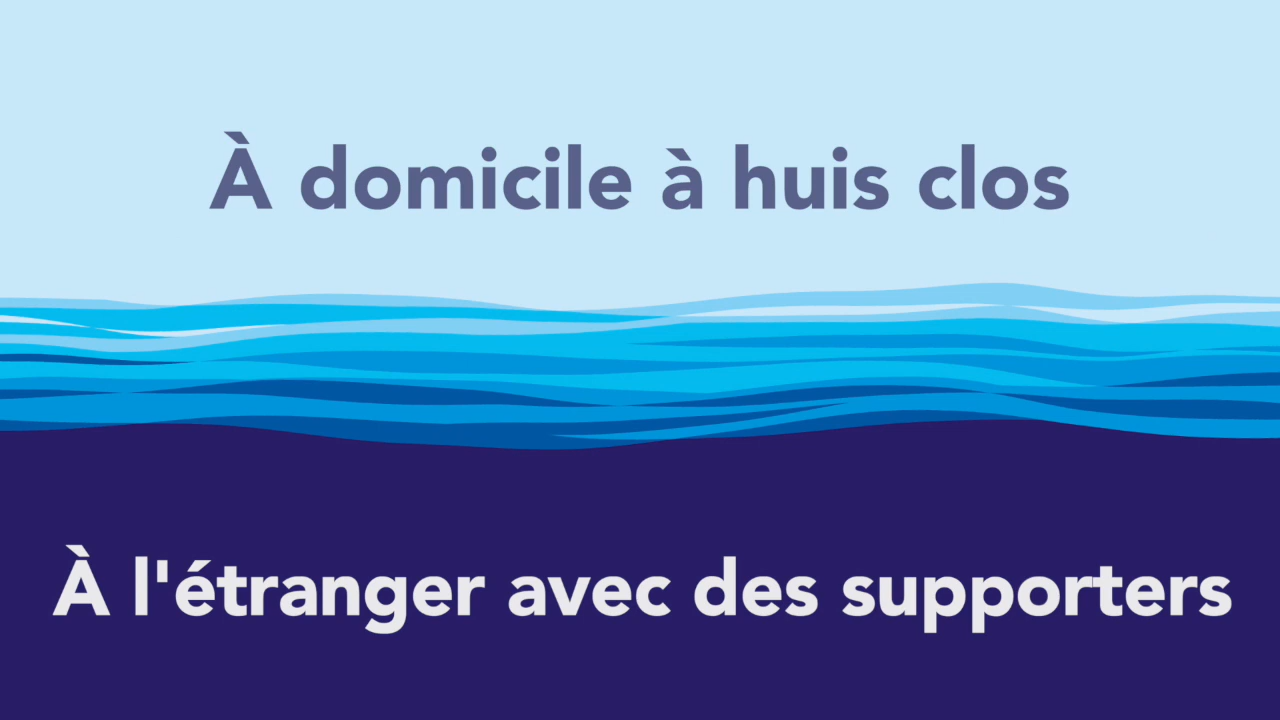 À domicile à huis clos
À l'étranger avec des supporters